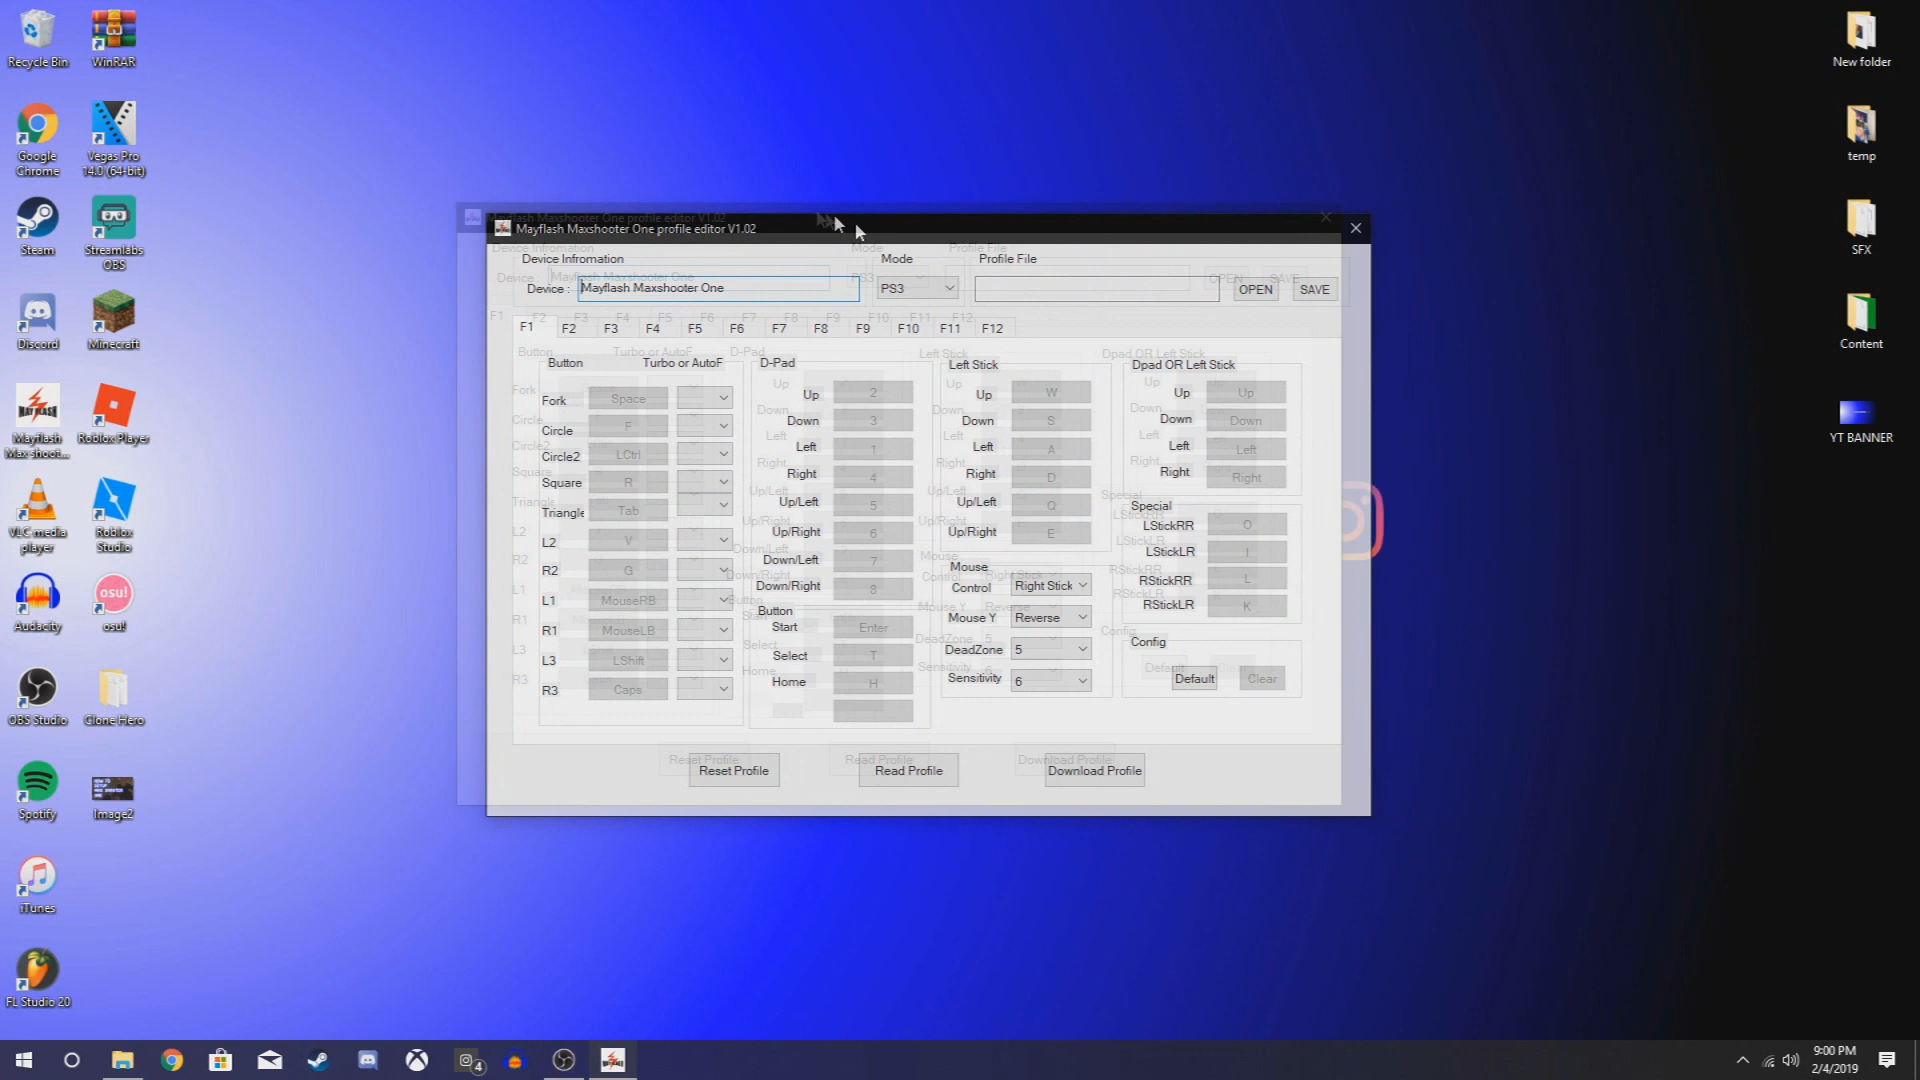 Recycle Bin
WinRAR
Google Chrome
Vegas Pro 14.0 (64-bit)
Steam
Streamlabs OBS
Discord
Minecraft
MAYFLASH
Mayflash Maxshoot...
Roblox Player
VLC media player
Roblox Studio
Audacity
osu!
osu!
OBS Studio
Clone Hero
Spotify
Image2
iTunes
FL Studio 20
New folder
temp
SFX
Content
YT BANNER
Mayflash Maxshooter One profile editor V1.02
Device Infromation
Mode
Profile File
Device :
Mayflash Maxshooter One
PS3
OPEN
SAVE
F1 F2 F3 F4 F5 F6 F7 F8 F9 F10 F11 F12
Button
Turbo or AutoF
Fork Space
Circle F
Circle2 LCtrl
Square R
Triangle Tab
L2 V
R2 G
L1 MouseRB
R1 MouseLB
L3 LShift
R3 Caps
D-Pad
Up 2
Down 3
Left 1
Right 4
Up/Left 5
Up/Right 6
Down/Left 7
Down/Right 8
Button
Start Enter
Select T
Home H
Left Stick
Up W
Down S
Left A
Right D
Up/Left Q
Up/Right E
Mouse
Control Right Stick
Mouse Y Reverse
DeadZone 5
Sensitivity 6
Dpad OR Left Stick
Up Up
Down Down
Left Left
Right Right
Special
LStickRR O
LStickLR I
RStickRR L
RStickLR K
Config
Default
Clear
Reset Profile
Read Profile
Download Profile
4
9:00 PM
2/4/2019